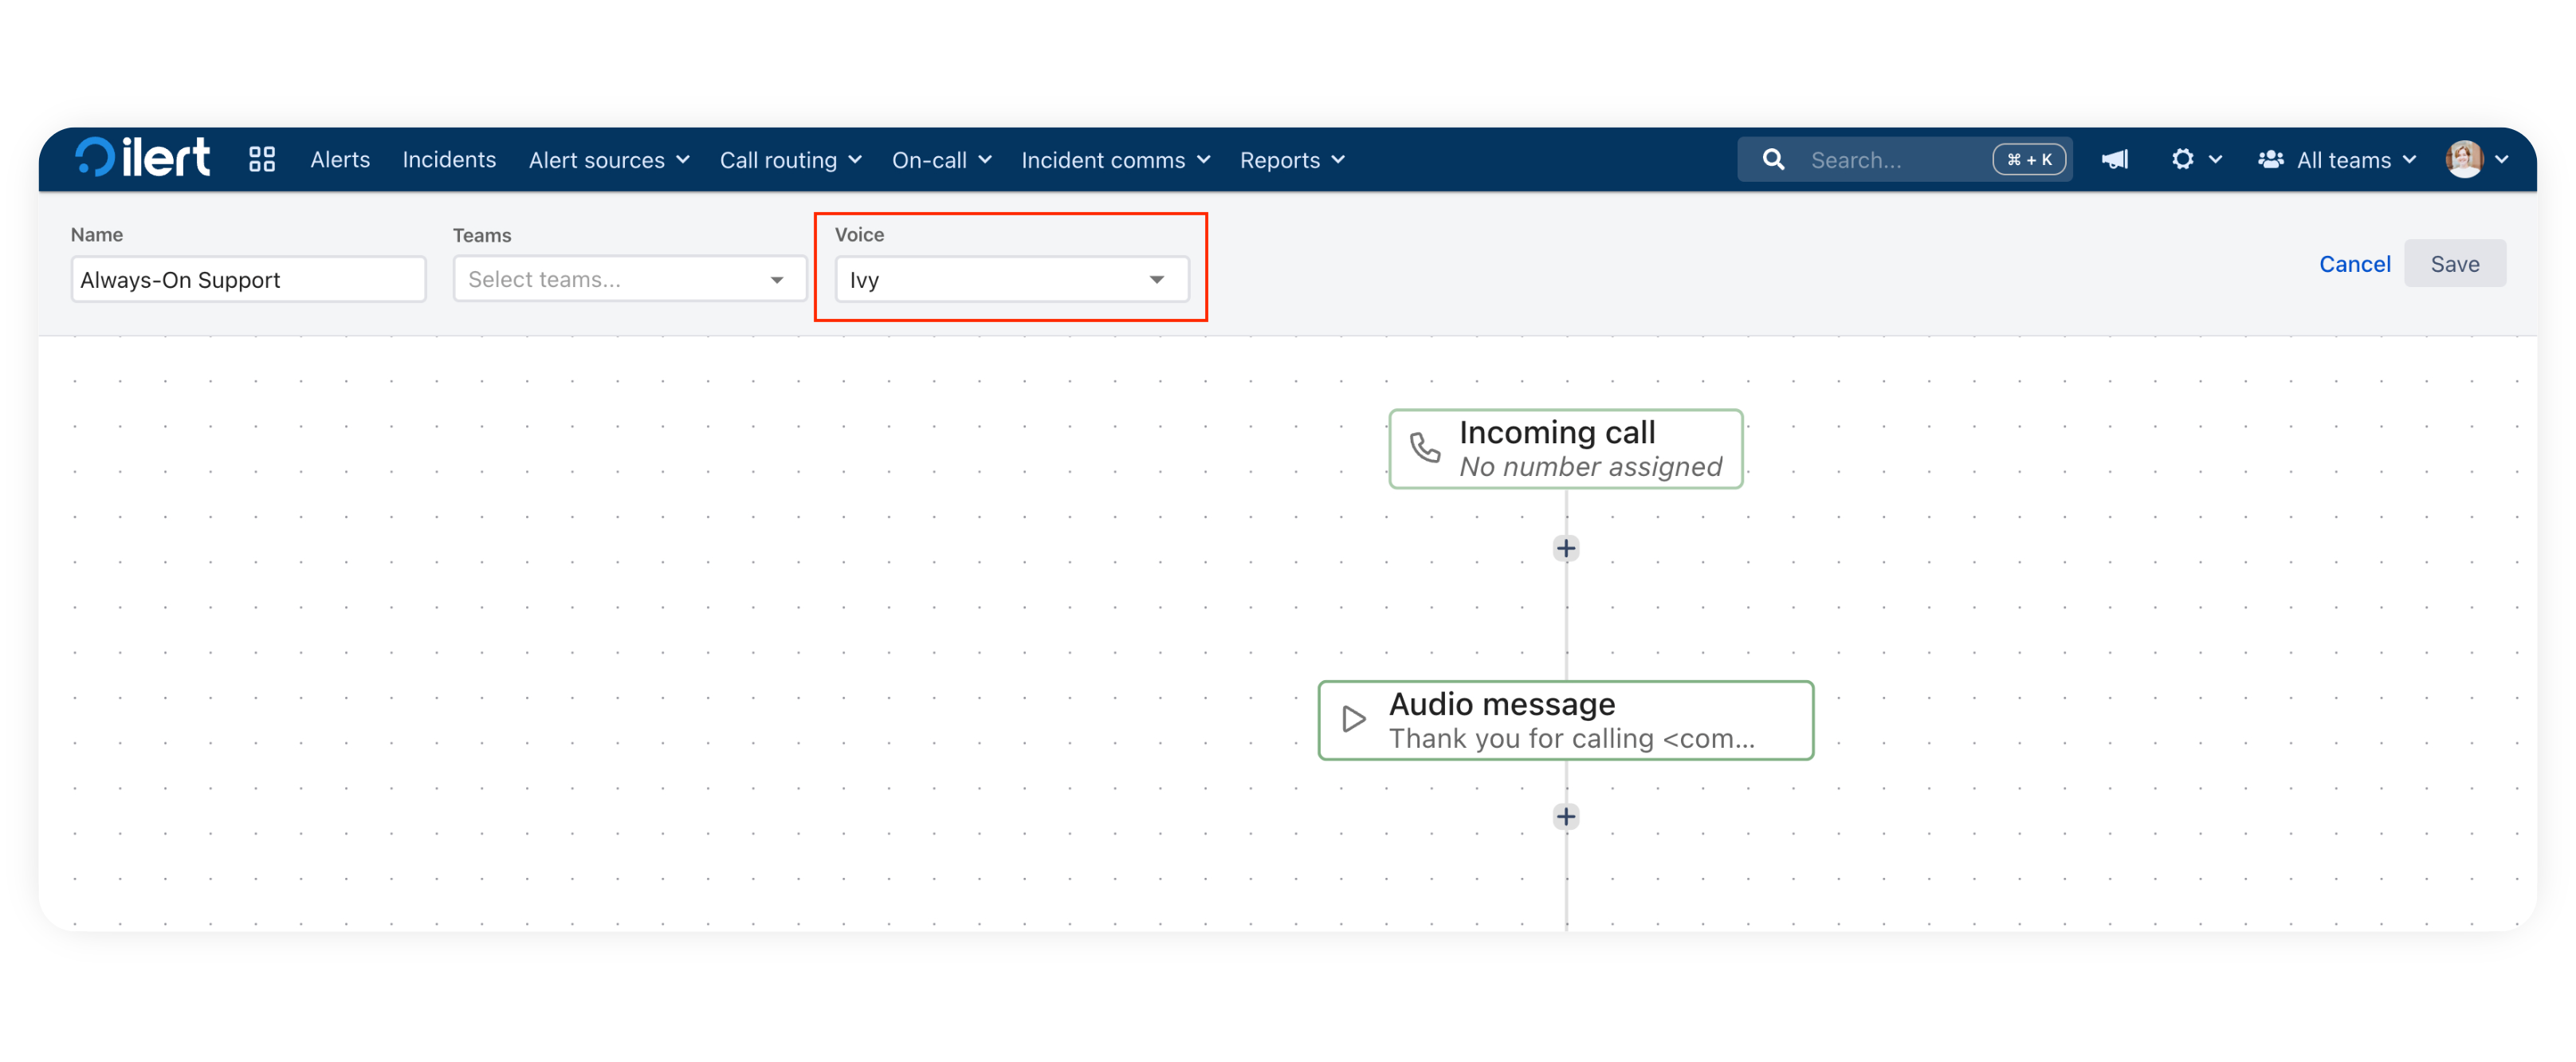 ilert Alerts Incidents Alert sources Call routing On-call Incident comms Reports Search... ⌘ + K All teams
Name Teams Voice
Always-On Support Select teams... Ivy Cancel Save
Incoming call
No number assigned
Audio message
Thank you for calling <com...